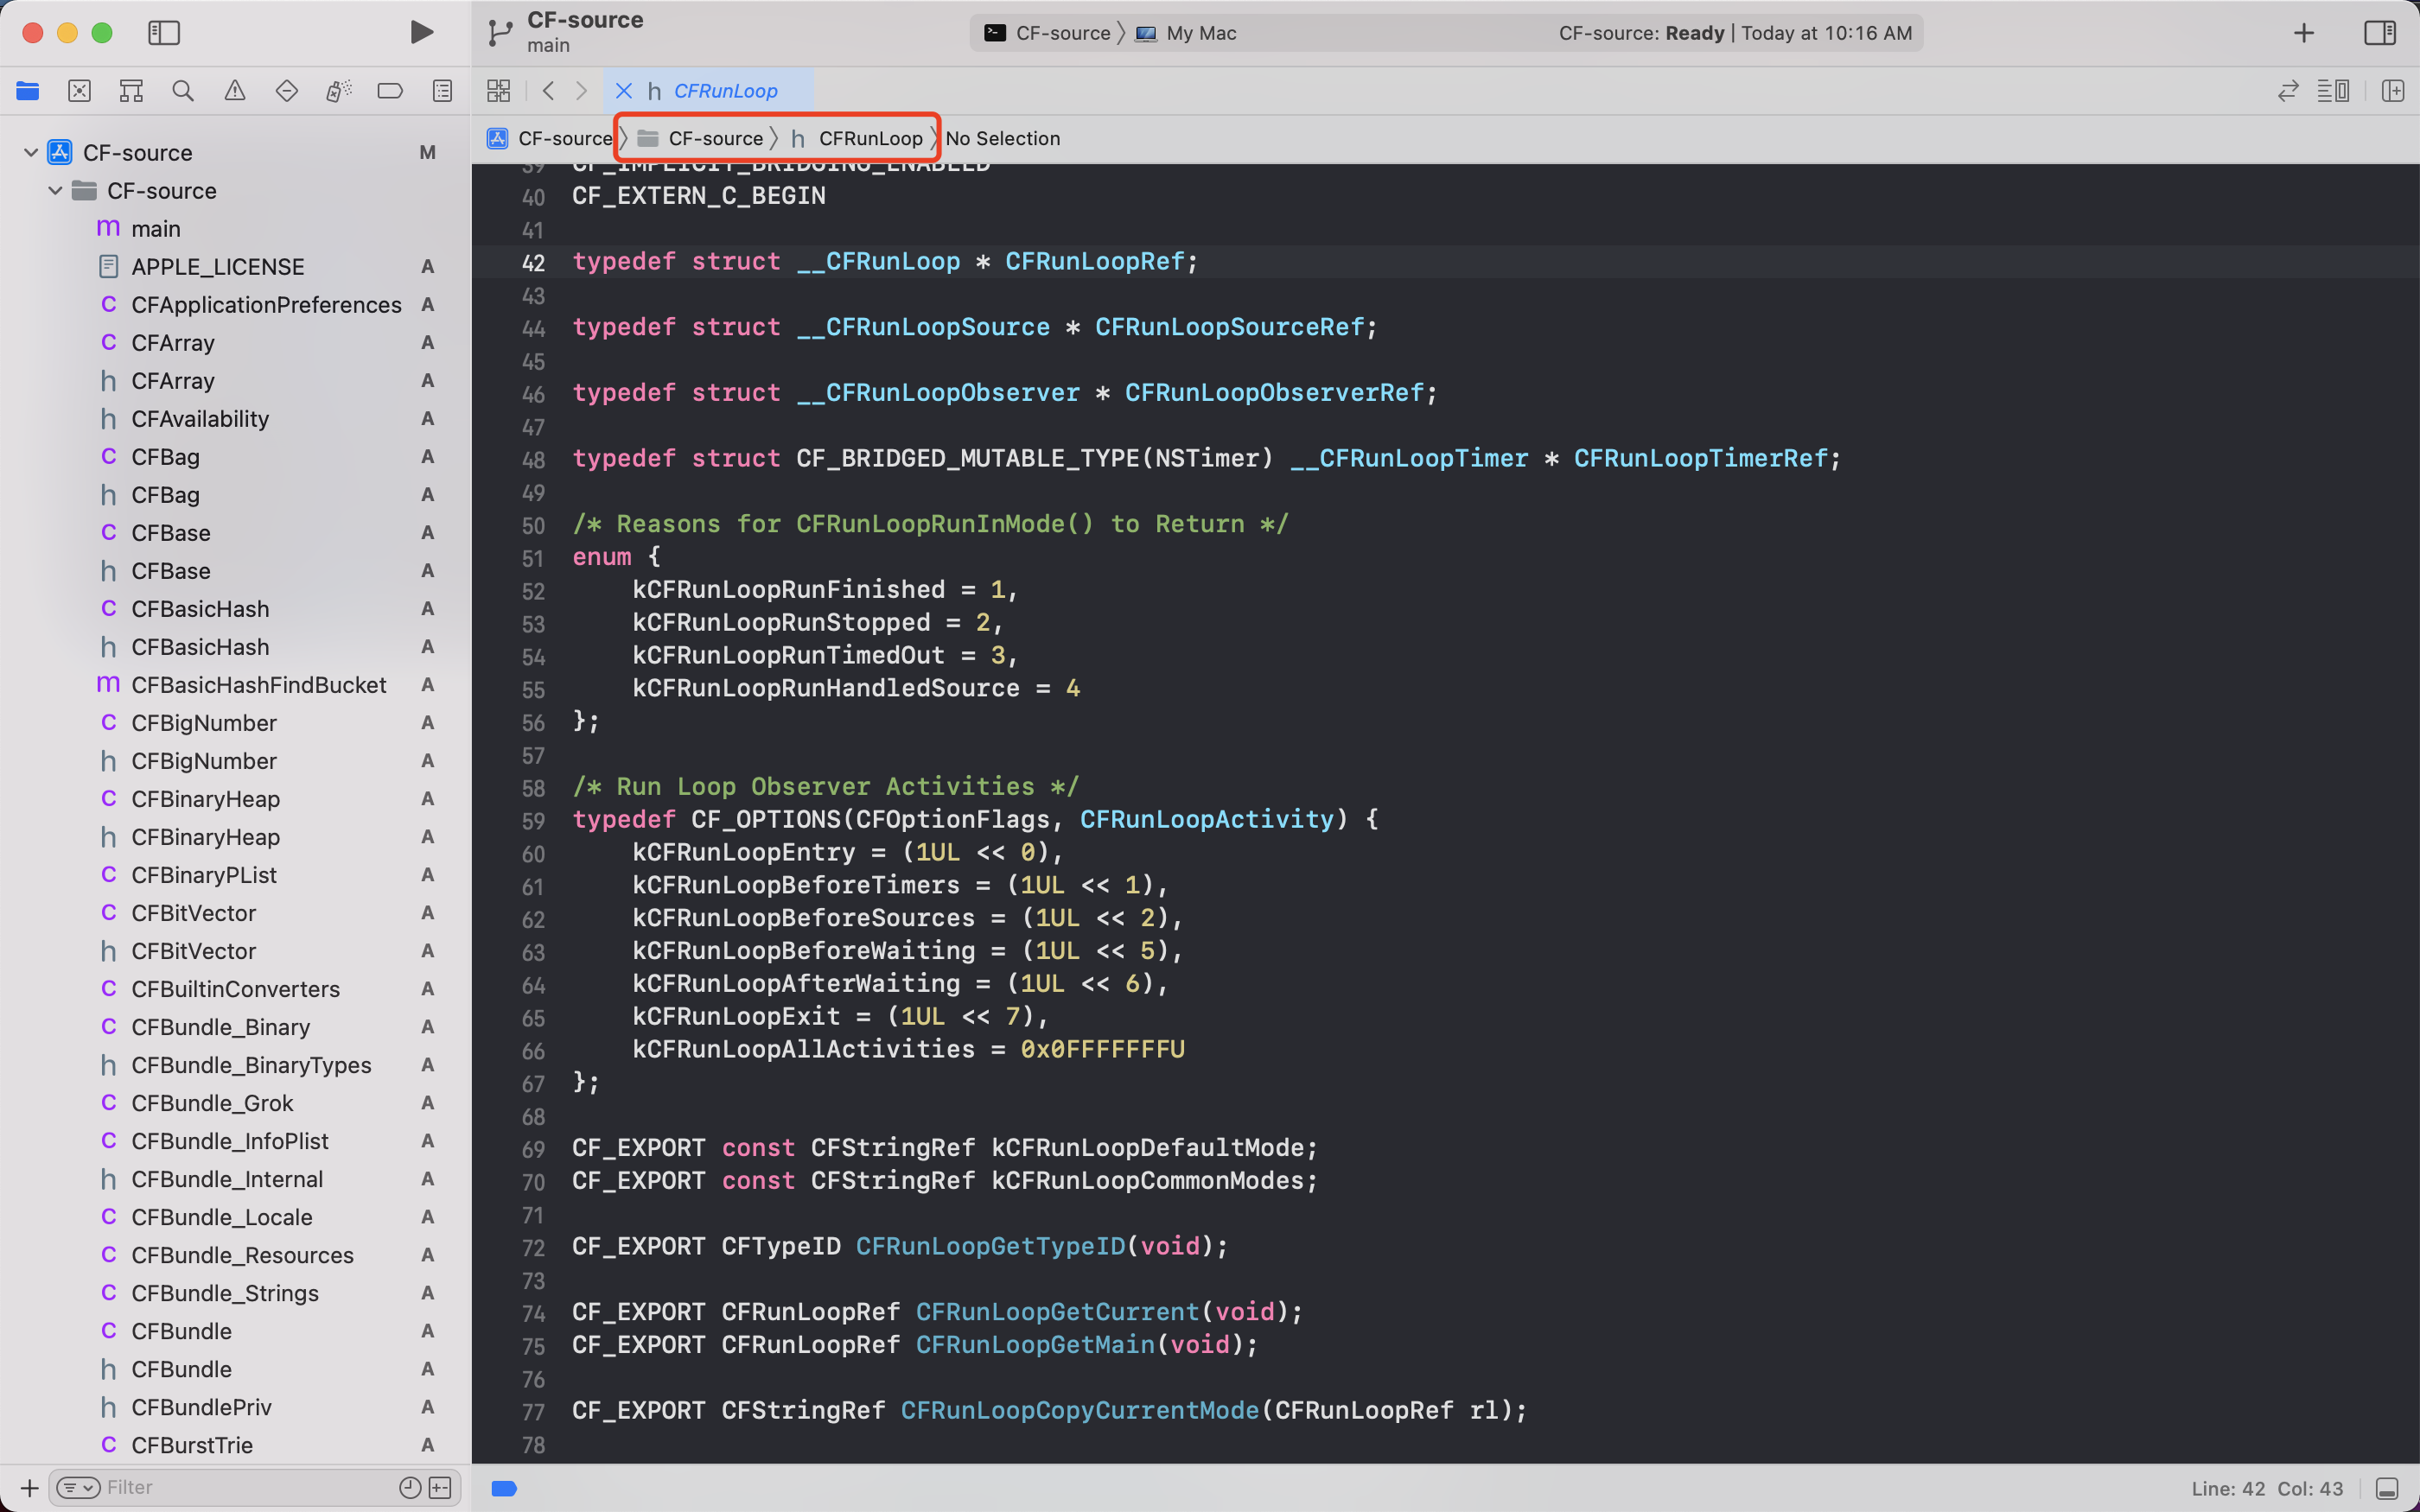 CF-source
main
CF-source 〉 My Mac
CF-source: Ready | Today at 10:16 AM
h CFRunLoop
CF-source 〉 CF-source 〉 h CFRunLoop 〉 No Selection
CF-source M
CF-source
m main
APPLE_LICENSE A
C CFApplicationPreferences A
C CFArray A
h CFArray A
h CFAvailability A
C CFBag A
h CFBag A
C CFBase A
h CFBase A
C CFBasicHash A
h CFBasicHash A
m CFBasicHashFindBucket A
C CFBigNumber A
h CFBigNumber A
C CFBinaryHeap A
h CFBinaryHeap A
C CFBinaryPList A
C CFBitVector A
h CFBitVector A
C CFBuiltinConverters A
C CFBundle_Binary A
h CFBundle_BinaryTypes A
C CFBundle_Grok A
C CFBundle_InfoPlist A
h CFBundle_Internal A
C CFBundle_Locale A
C CFBundle_Resources A
C CFBundle_Strings A
C CFBundle A
h CFBundle A
h CFBundlePriv A
C CFBurstTrie A
Filter
39 CF_IMPLICIT_BRIDGING_ENABLED
40 CF_EXTERN_C_BEGIN
41
42 typedef struct __CFRunLoop * CFRunLoopRef;
43
44 typedef struct __CFRunLoopSource * CFRunLoopSourceRef;
45
46 typedef struct __CFRunLoopObserver * CFRunLoopObserverRef;
47
48 typedef struct CF_BRIDGED_MUTABLE_TYPE(NSTimer) __CFRunLoopTimer * CFRunLoopTimerRef;
49
50 /* Reasons for CFRunLoopRunInMode() to Return */
51 enum {
52 kCFRunLoopRunFinished = 1,
53 kCFRunLoopRunStopped = 2,
54 kCFRunLoopRunTimedOut = 3,
55 kCFRunLoopRunHandledSource = 4
56 };
57
58 /* Run Loop Observer Activities */
59 typedef CF_OPTIONS(CFOptionFlags, CFRunLoopActivity) {
60 kCFRunLoopEntry = (1UL << 0),
61 kCFRunLoopBeforeTimers = (1UL << 1),
62 kCFRunLoopBeforeSources = (1UL << 2),
63 kCFRunLoopBeforeWaiting = (1UL << 5),
64 kCFRunLoopAfterWaiting = (1UL << 6),
65 kCFRunLoopExit = (1UL << 7),
66 kCFRunLoopAllActivities = 0x0FFFFFFFU
67 };
68
69 CF_EXPORT const CFStringRef kCFRunLoopDefaultMode;
70 CF_EXPORT const CFStringRef kCFRunLoopCommonModes;
71
72 CF_EXPORT CFTypeID CFRunLoopGetTypeID(void);
73
74 CF_EXPORT CFRunLoopRef CFRunLoopGetCurrent(void);
75 CF_EXPORT CFRunLoopRef CFRunLoopGetMain(void);
76
77 CF_EXPORT CFStringRef CFRunLoopCopyCurrentMode(CFRunLoopRef rl);
78
Line: 42 Col: 43